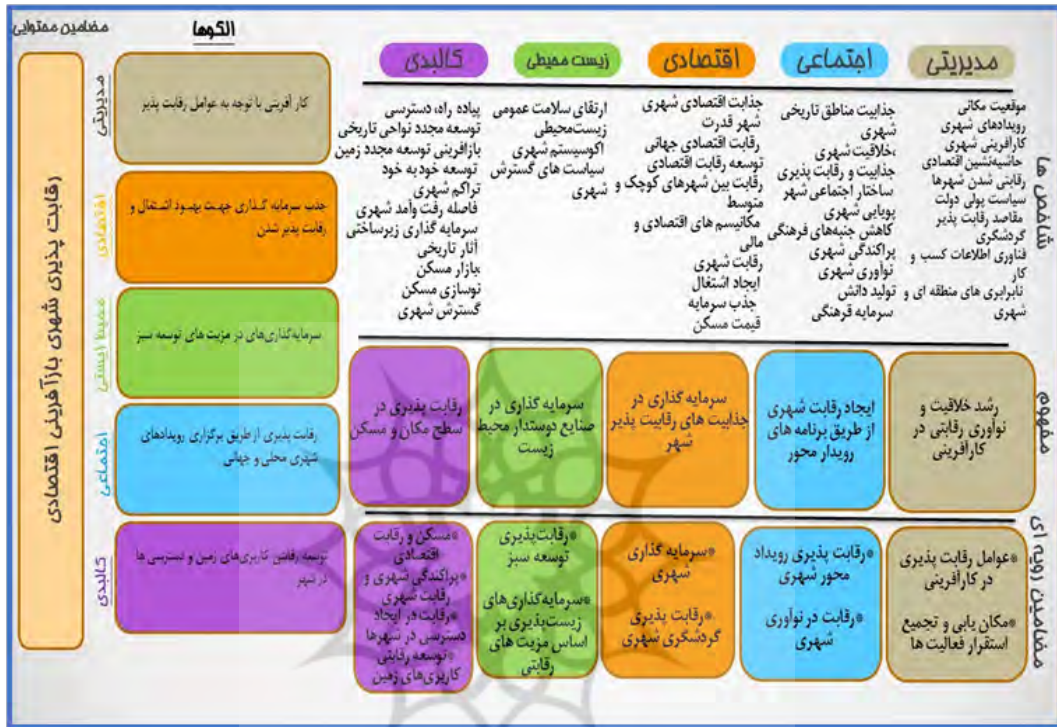 مدیریتی
اجتماعی
اقتصادی
زیست محیطی
کالبدی
الگوها
مضامین محتوایی
شاخص ها
موقعیت مکانی
رویدادهای شهری
کارآفرینی شهری
حاشیه‌نشین اقتصادی
رقابتی شدن شهرها
سیاست پولی دولت
مقاصد رقابت پذیر
گردشگری
فناوری اطلاعات کسب و
کار
نابرابری های منطقه ای و
شهری
جذابیت مناطق تاریخی
شهری
،خلاقیت شهری
جذابیت و رقابت پذیری
ساختار اجتماعی شهر
پویایی شهری
کاهش جنبه‌های فرهنگی
پراکندگی شهری
نوآوری شهری
تولید دانش
سرمایه فرهنگی
جذابت اقتصادی شهری
شهر قدرت
رقابت اقتصادی جهانی
توسعه رقابت اقتصادی
رقابت بین شهرهای کوچک و
متوسط
مکانیسم های اقتصادی و
مالی
رقابت شهری
ایجاد اشتغال
جذب سرمایه
قیمت مسکن
ارتقای سلامت عمومی
زیست‌محیطی
اکوسیستم شهری
سیاست های گسترش
شهری
پیاده راه، دسترسی
توسعه مجدد نواحی تاریخی
بازآفرینی توسعه مجدد زمین
توسعه خودبه خود
تراکم شهری
فاصله رفت وآمد شهری
سرمایه گذاری زیرساختی
آثار تاریخی
،بازار مسکن
نوسازی مسکن
گسترش شهری
مفهوم
رشد خلاقیت و
نوآوری رقابتی در
کارآفرینی
ایجاد رقابت شهری
از طریق برنامه های
رویدار محور
سرمایه گذاری در
جذابیت های رقابیت پذیر
شهر
سرمایه گذاری در
صنایع دوستدار محیط
زیست
رقابت پذیری در
سطح مکان و مسکن
مضامین رویه ای
*عوامل رقابت پذیری
در کارآفرینی
*مکان یابی و تجمیع
استقرار فعالیت ها
*رقابت پذیری رویداد
محور شهری
*رقابت در نوآوری
شهری
*سرمایه گذاری
شهری
*رقابت پذیری
گردشگری شهری
*رقابت‌پذیری
توسعه سبز
*سرمایه‌گذاری‌های
زیست‌پذیری بر
اساس مزیت های
رقابتی
*مسکن و رقابت
اقتصادی
*پراکندگی شهری و
رقابت شهری
*رقابت در ایجاد
دسترسی در شهرها
*توسعه رقابتی
کاربری‌های زمین
مدیریتی
کار آفرینی با توجه به عوامل رقابت پذیر
اقتصادی
جذب سرمایه گذاری جهت بهبود اشتغال و
رقابت پذیر شدن
سرمایه‌گذاری‌های در مزیت های توسعه سبز
اجتماعی
رقابت پذیری از طریق برگزاری رویدادهای
شهری محلی و جهانی
کالبدی
توسعه رقابتی کاربری‌های زمین و دسترسی ها
در شهر
رقابت پذیری شهری بازآفرینی اقتصادی